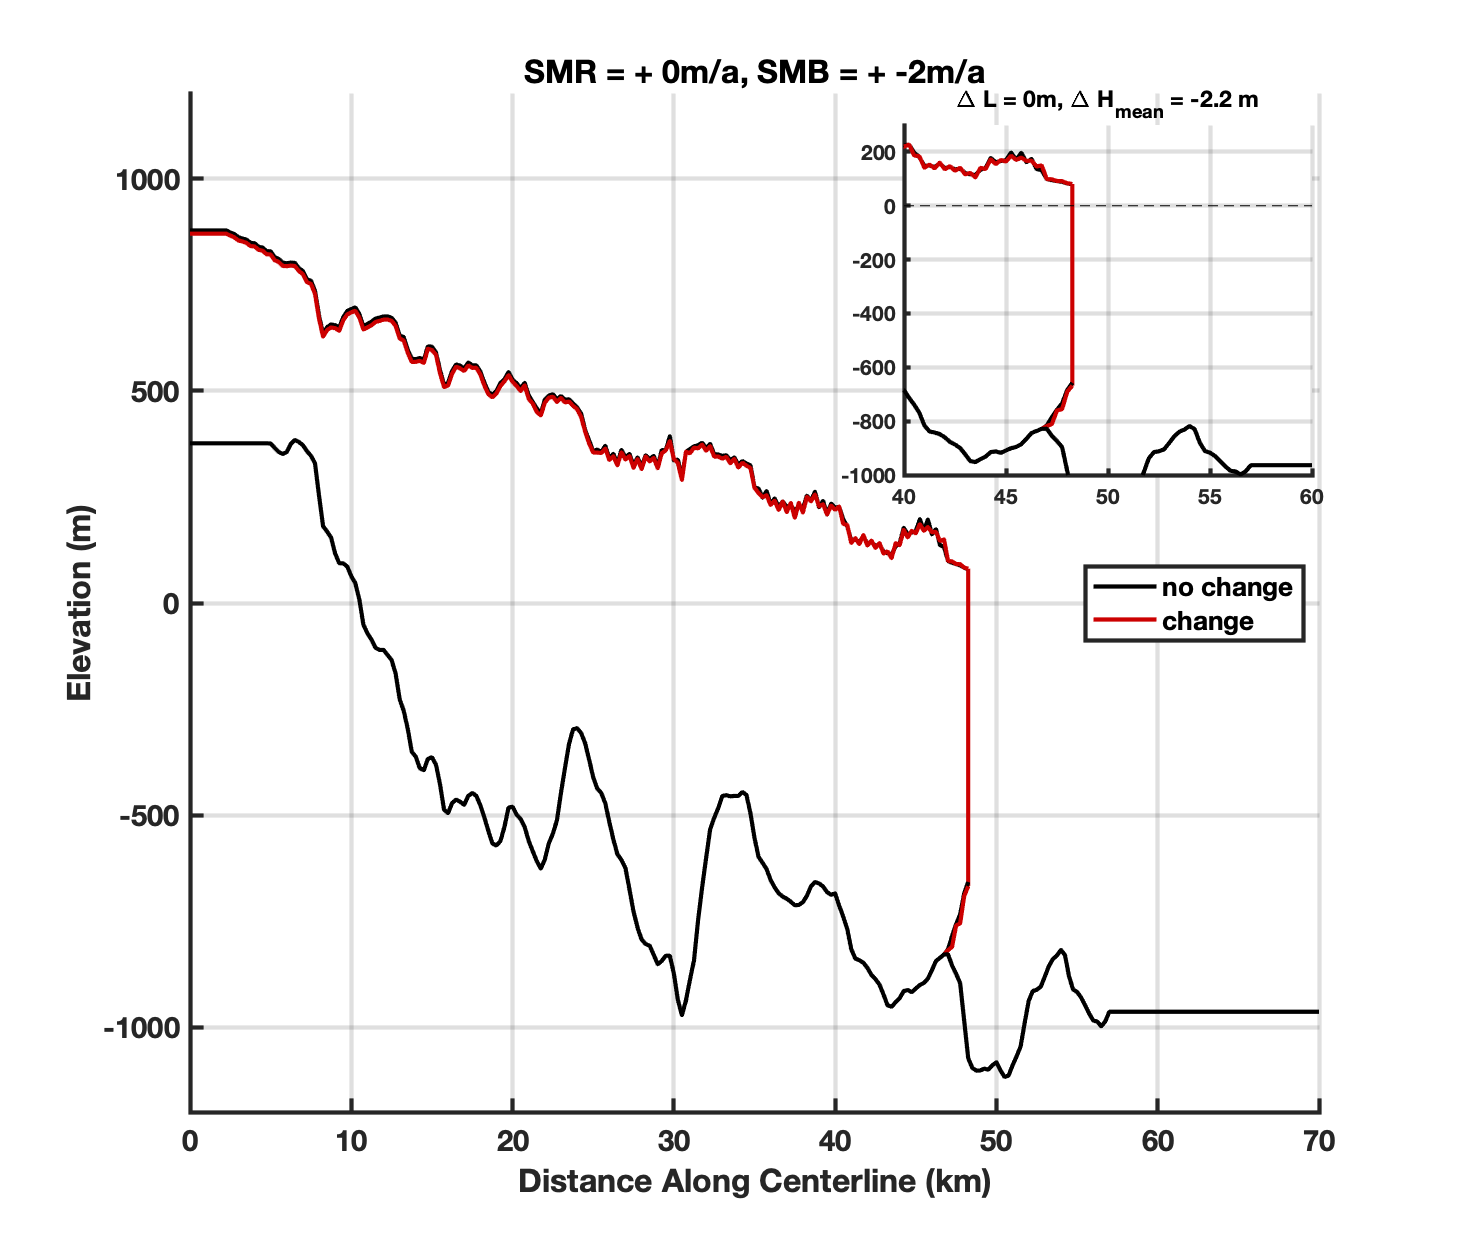 SMR = + 0m/a, SMB = + -2m/a
Δ L = 0m, Δ Hmean = -2.2 m
200
0
-200
-400
-600
-800
-1000
40 45 50 55 60
1000
500
0
-500
-1000
Elevation (m)
no change
change
0 10 20 30 40 50 60 70
Distance Along Centerline (km)